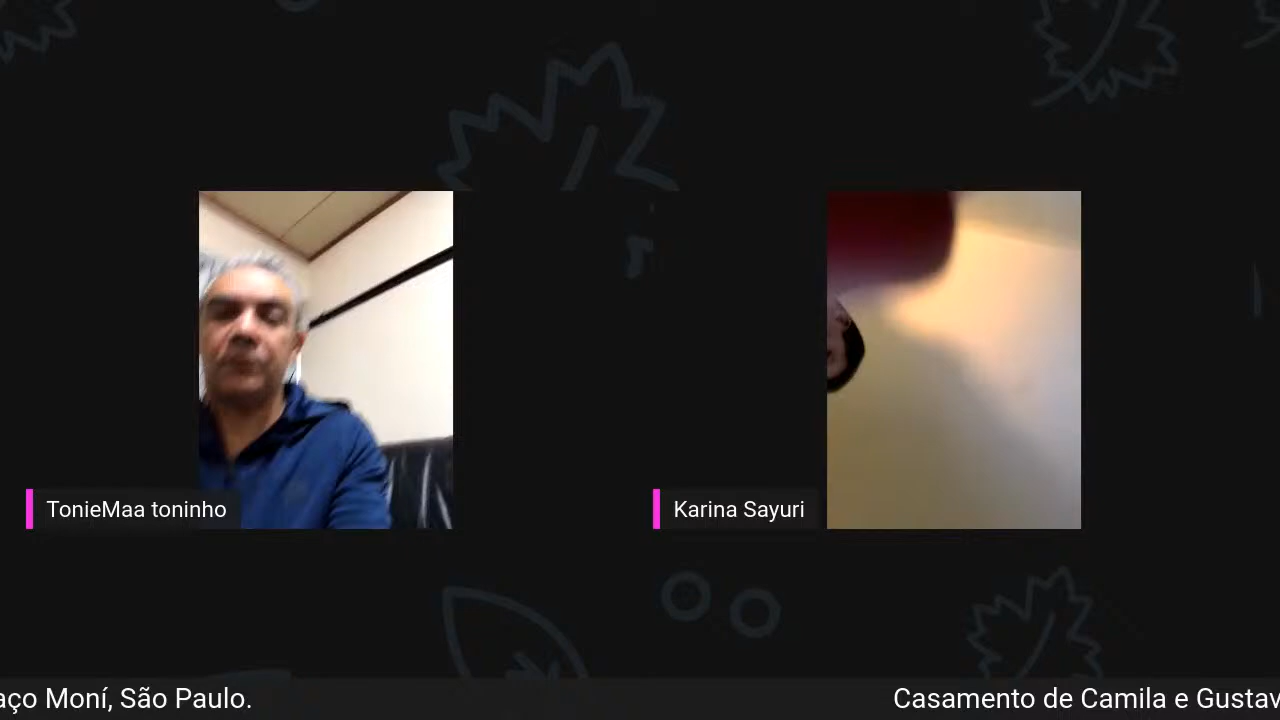 TonieMaa toninho
Karina Sayuri
aço Moní, São Paulo.
Casamento de Camila e Gustav